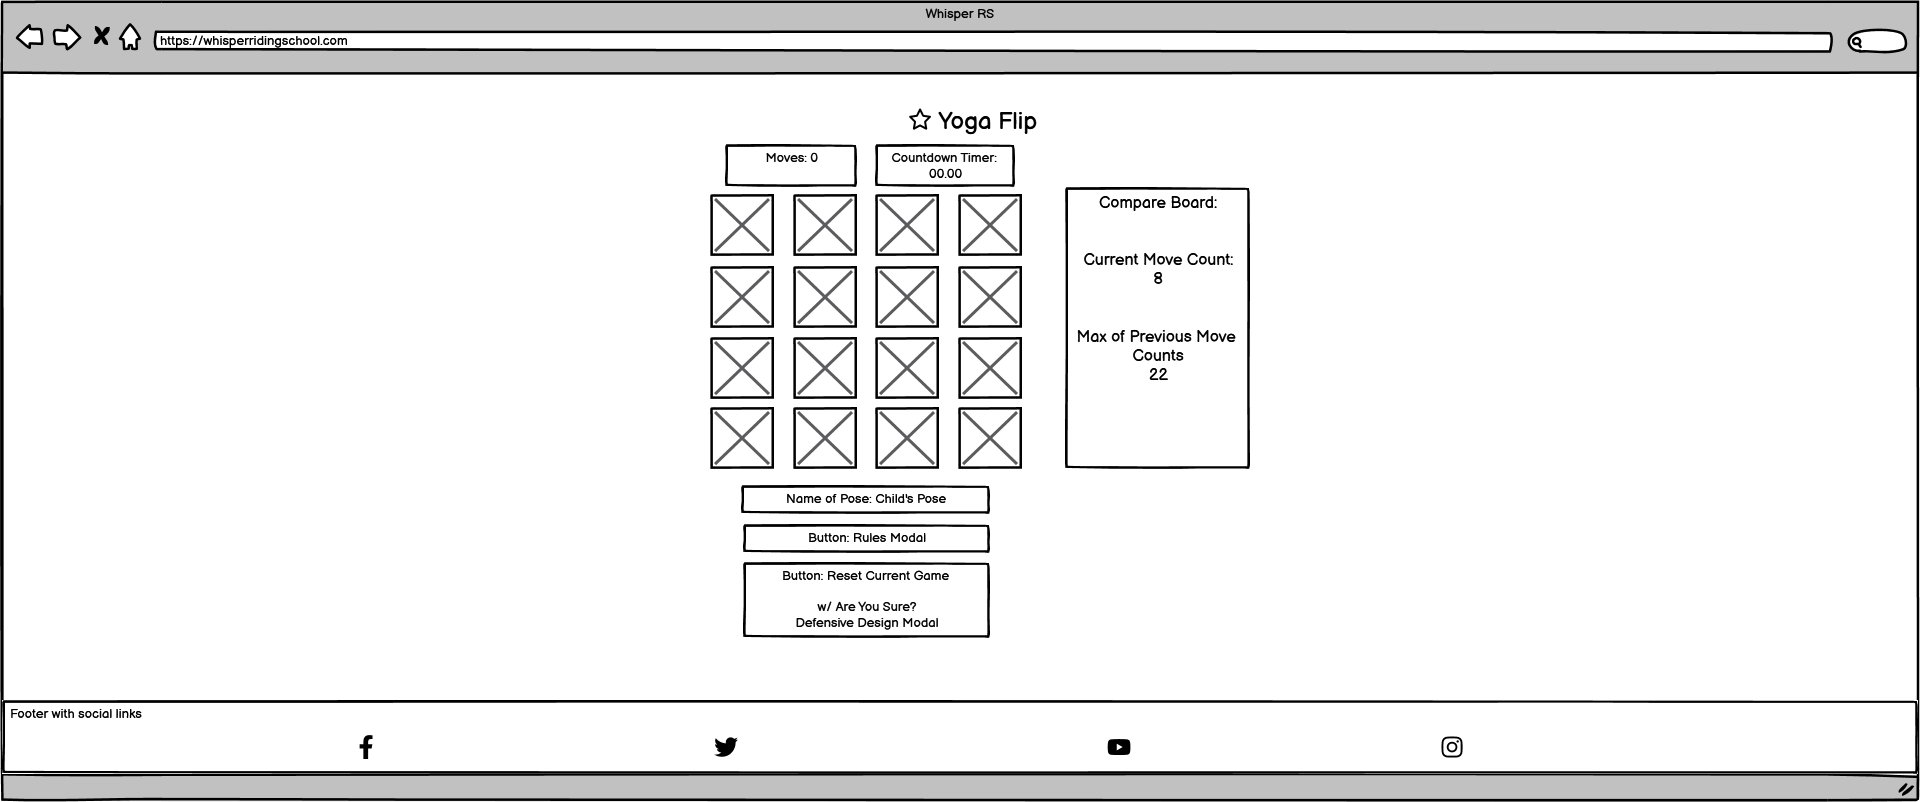 Whisper RS
https://whisperridingschool.com
Yoga Flip
Moves: 0
Countdown Timer:
00.00
Compare Board:
Current Move Count:
8
Max of Previous Move
Counts
22
Name of Pose: Child's Pose
Button: Rules Modal
Button: Reset Current Game
w/ Are You Sure?
Defensive Design Modal
Footer with social links